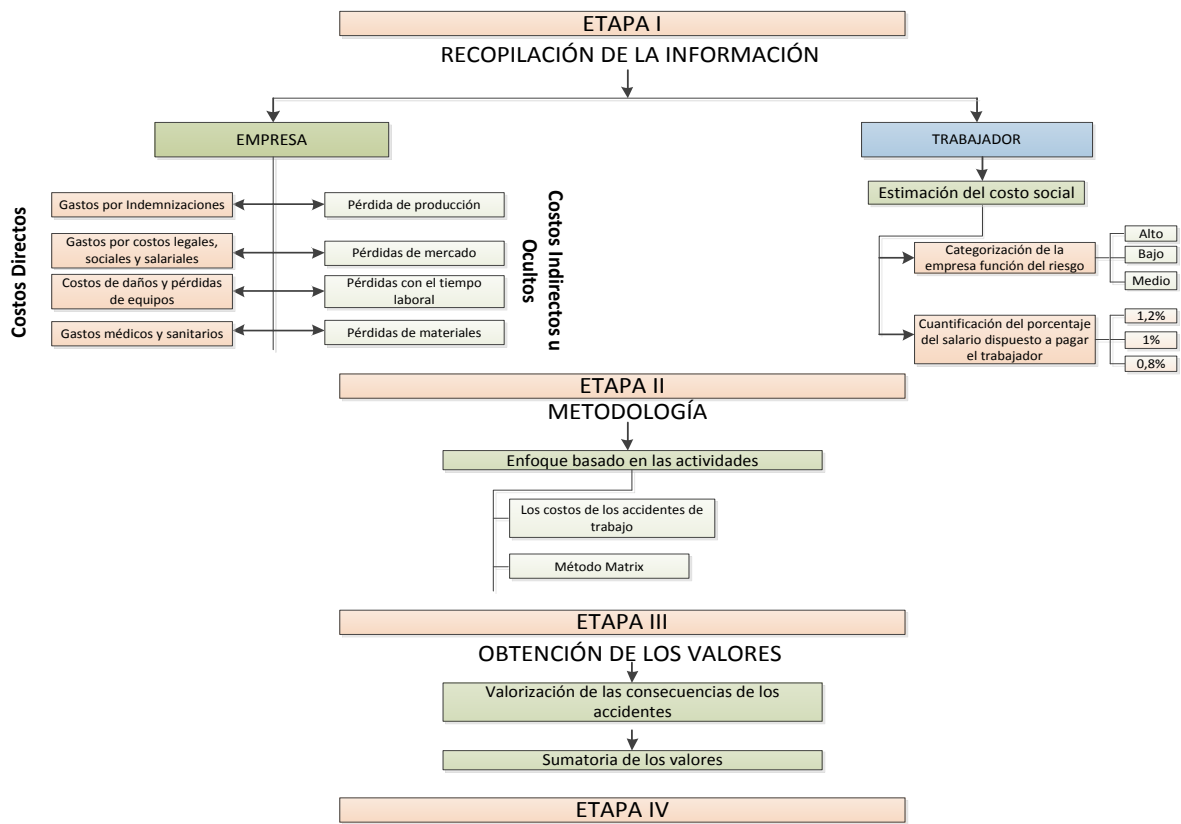 ETAPA I
RECOPILACIÓN DE LA INFORMACIÓN
EMPRESA
Costos Directos
Gastos por Indemnizaciones
Pérdida de producción
Gastos por costos legales,
sociales y salariales
Pérdidas de mercado
Costos de daños y pérdidas
de equipos
Pérdidas con el tiempo
laboral
Gastos médicos y sanitarios
Pérdidas de materiales
Costos Indirectos u
Ocultos
TRABAJADOR
Estimación del costo social
Categorización de la
empresa función del riesgo
Alto
Bajo
Medio
Cuantificación del porcentaje
del salario dispuesto a pagar
el trabajador
1,2%
1%
0,8%
ETAPA II
METODOLOGÍA
Enfoque basado en las actividades
Los costos de los accidentes de
trabajo
Método Matrix
ETAPA III
OBTENCIÓN DE LOS VALORES
Valorización de las consecuencias de los
accidentes
Sumatoria de los valores
ETAPA IV